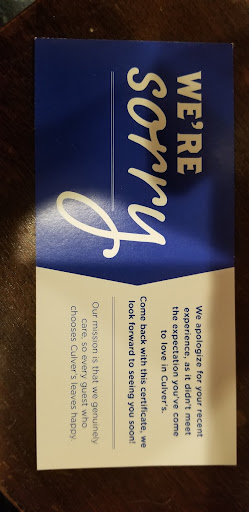 WE'RE
sorry
We apologize for your recent
experience, as it didn't meet
the expectation you've come
to love in Culver's.
Come back with this certificate, we
look forward to seeing you soon!
Our mission is that we genuinely
care, so every guest who
chooses Culver's leaves happy.